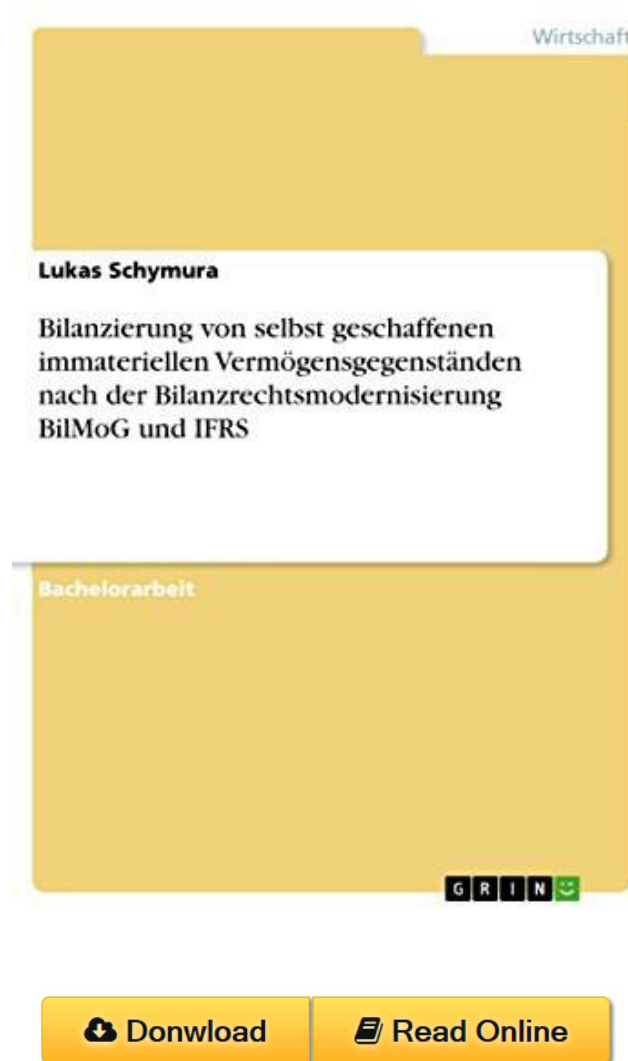 Wirtschaft
Lukas Schymura
Bilanzierung von selbst geschaffenen
immateriellen Vermögensgegenständen
nach der Bilanzrechtsmodernisierung
BilMoG und IFRS
Bachelorarbeit
GRIN
Donwload
Read Online